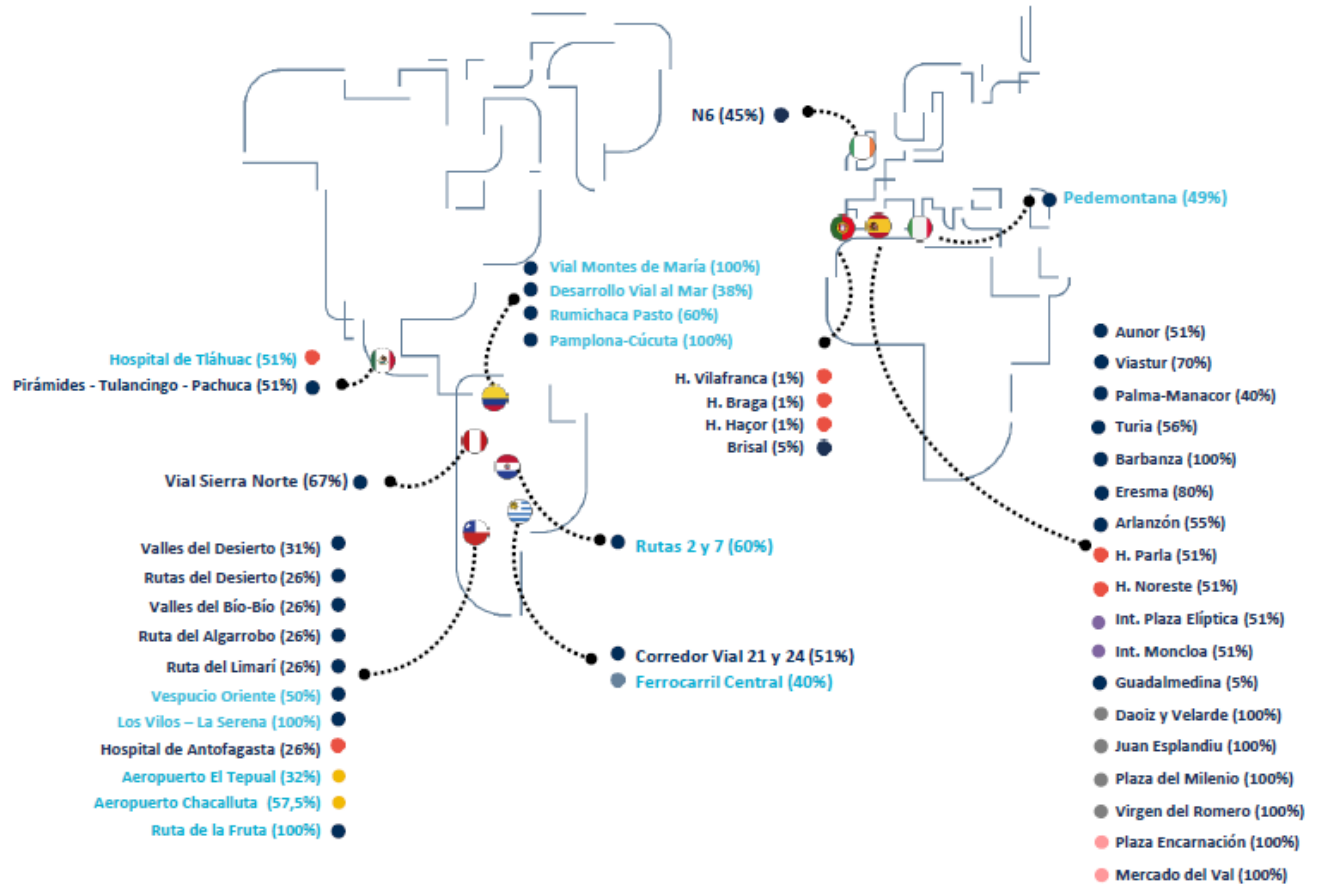 N6 (45%)
Pedemontana (49%)
Vial Montes de María (100%)
Desarrollo Vial al Mar (38%)
Rumichaca Pasto (60%)
Pamplona-Cúcuta (100%)
Hospital de Tláhuac (51%)
Pirámides - Tulancingo - Pachuca (51%)
H. Vilafranca (1%)
H. Braga (1%)
H. Haçor (1%)
Brisal (5%)
Vial Sierra Norte (67%)
Rutas 2 y 7 (60%)
Valles del Desierto (31%)
Rutas del Desierto (26%)
Valles del Bío-Bío (26%)
Ruta del Algarrobo (26%)
Ruta del Limarí (26%)
Vespucio Oriente (50%)
Los Vilos – La Serena (100%)
Hospital de Antofagasta (26%)
Aeropuerto El Tepual (32%)
Aeropuerto Chacalluta (57,5%)
Ruta de la Fruta (100%)
Corredor Vial 21 y 24 (51%)
Ferrocarril Central (40%)
Aunor (51%)
Viastur (70%)
Palma-Manacor (40%)
Turia (56%)
Barbanza (100%)
Eresma (80%)
Arlanzón (55%)
H. Parla (51%)
H. Noreste (51%)
Int. Plaza Elíptica (51%)
Int. Moncloa (51%)
Guadalmedina (5%)
Daoiz y Velarde (100%)
Juan Esplandiu (100%)
Plaza del Milenio (100%)
Virgen del Romero (100%)
Plaza Encarnación (100%)
Mercado del Val (100%)